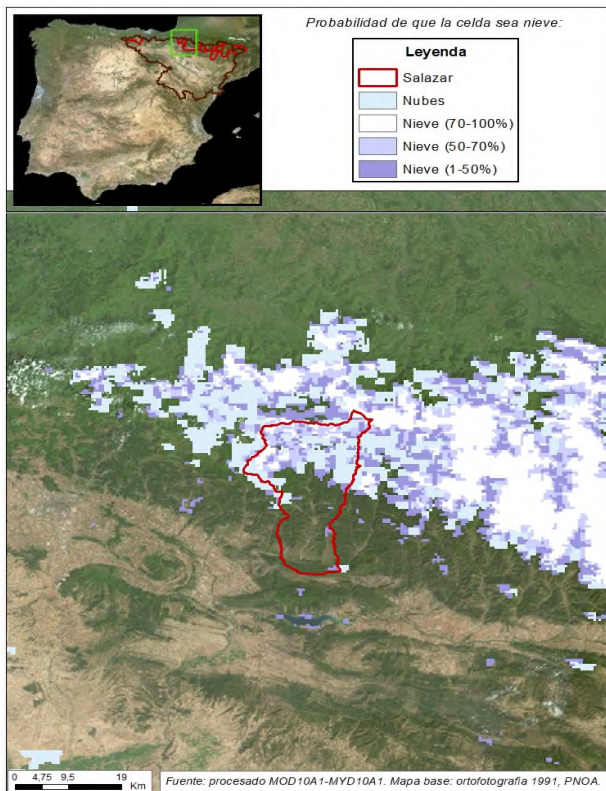 Probabilidad de que la celda sea nieve:
Leyenda
Salazar
Nubes
Nieve (70-100%)
Nieve (50-70%)
Nieve (1-50%)
0 4,75 9,5 19
Km
Fuente: procesado MOD10A1-MYD10A1. Mapa base: ortofotografia 1991, PNOA.